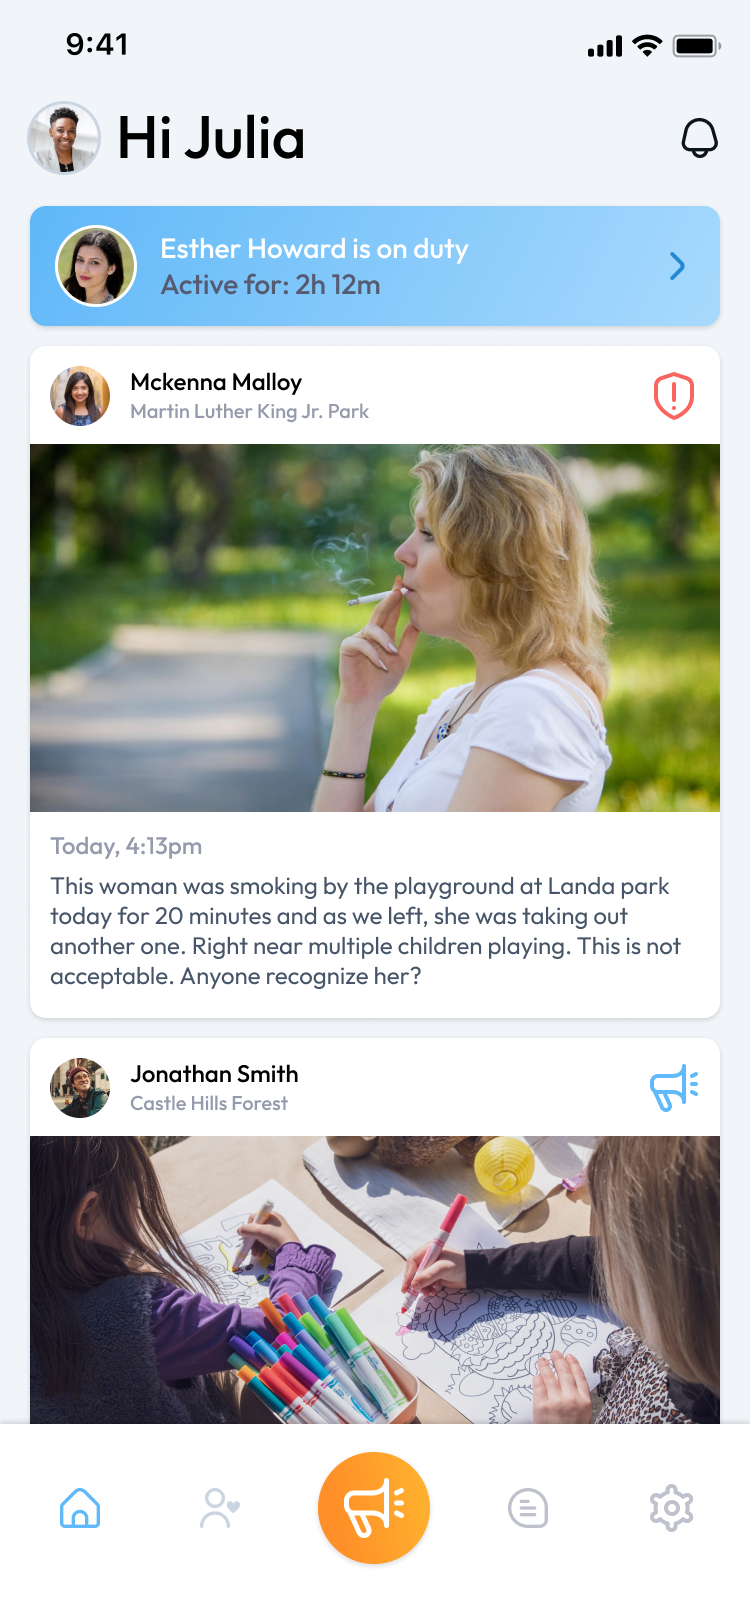 9:41
Hi Julia
Esther Howard is on duty
Active for: 2h 12m
Mckenna Malloy
Martin Luther King Jr. Park
Today, 4:13pm
This woman was smoking by the playground at Landa park
today for 20 minutes and as we left, she was taking out
another one. Right near multiple children playing. This is not
acceptable. Anyone recognize her?
Jonathan Smith
Castle Hills Forest